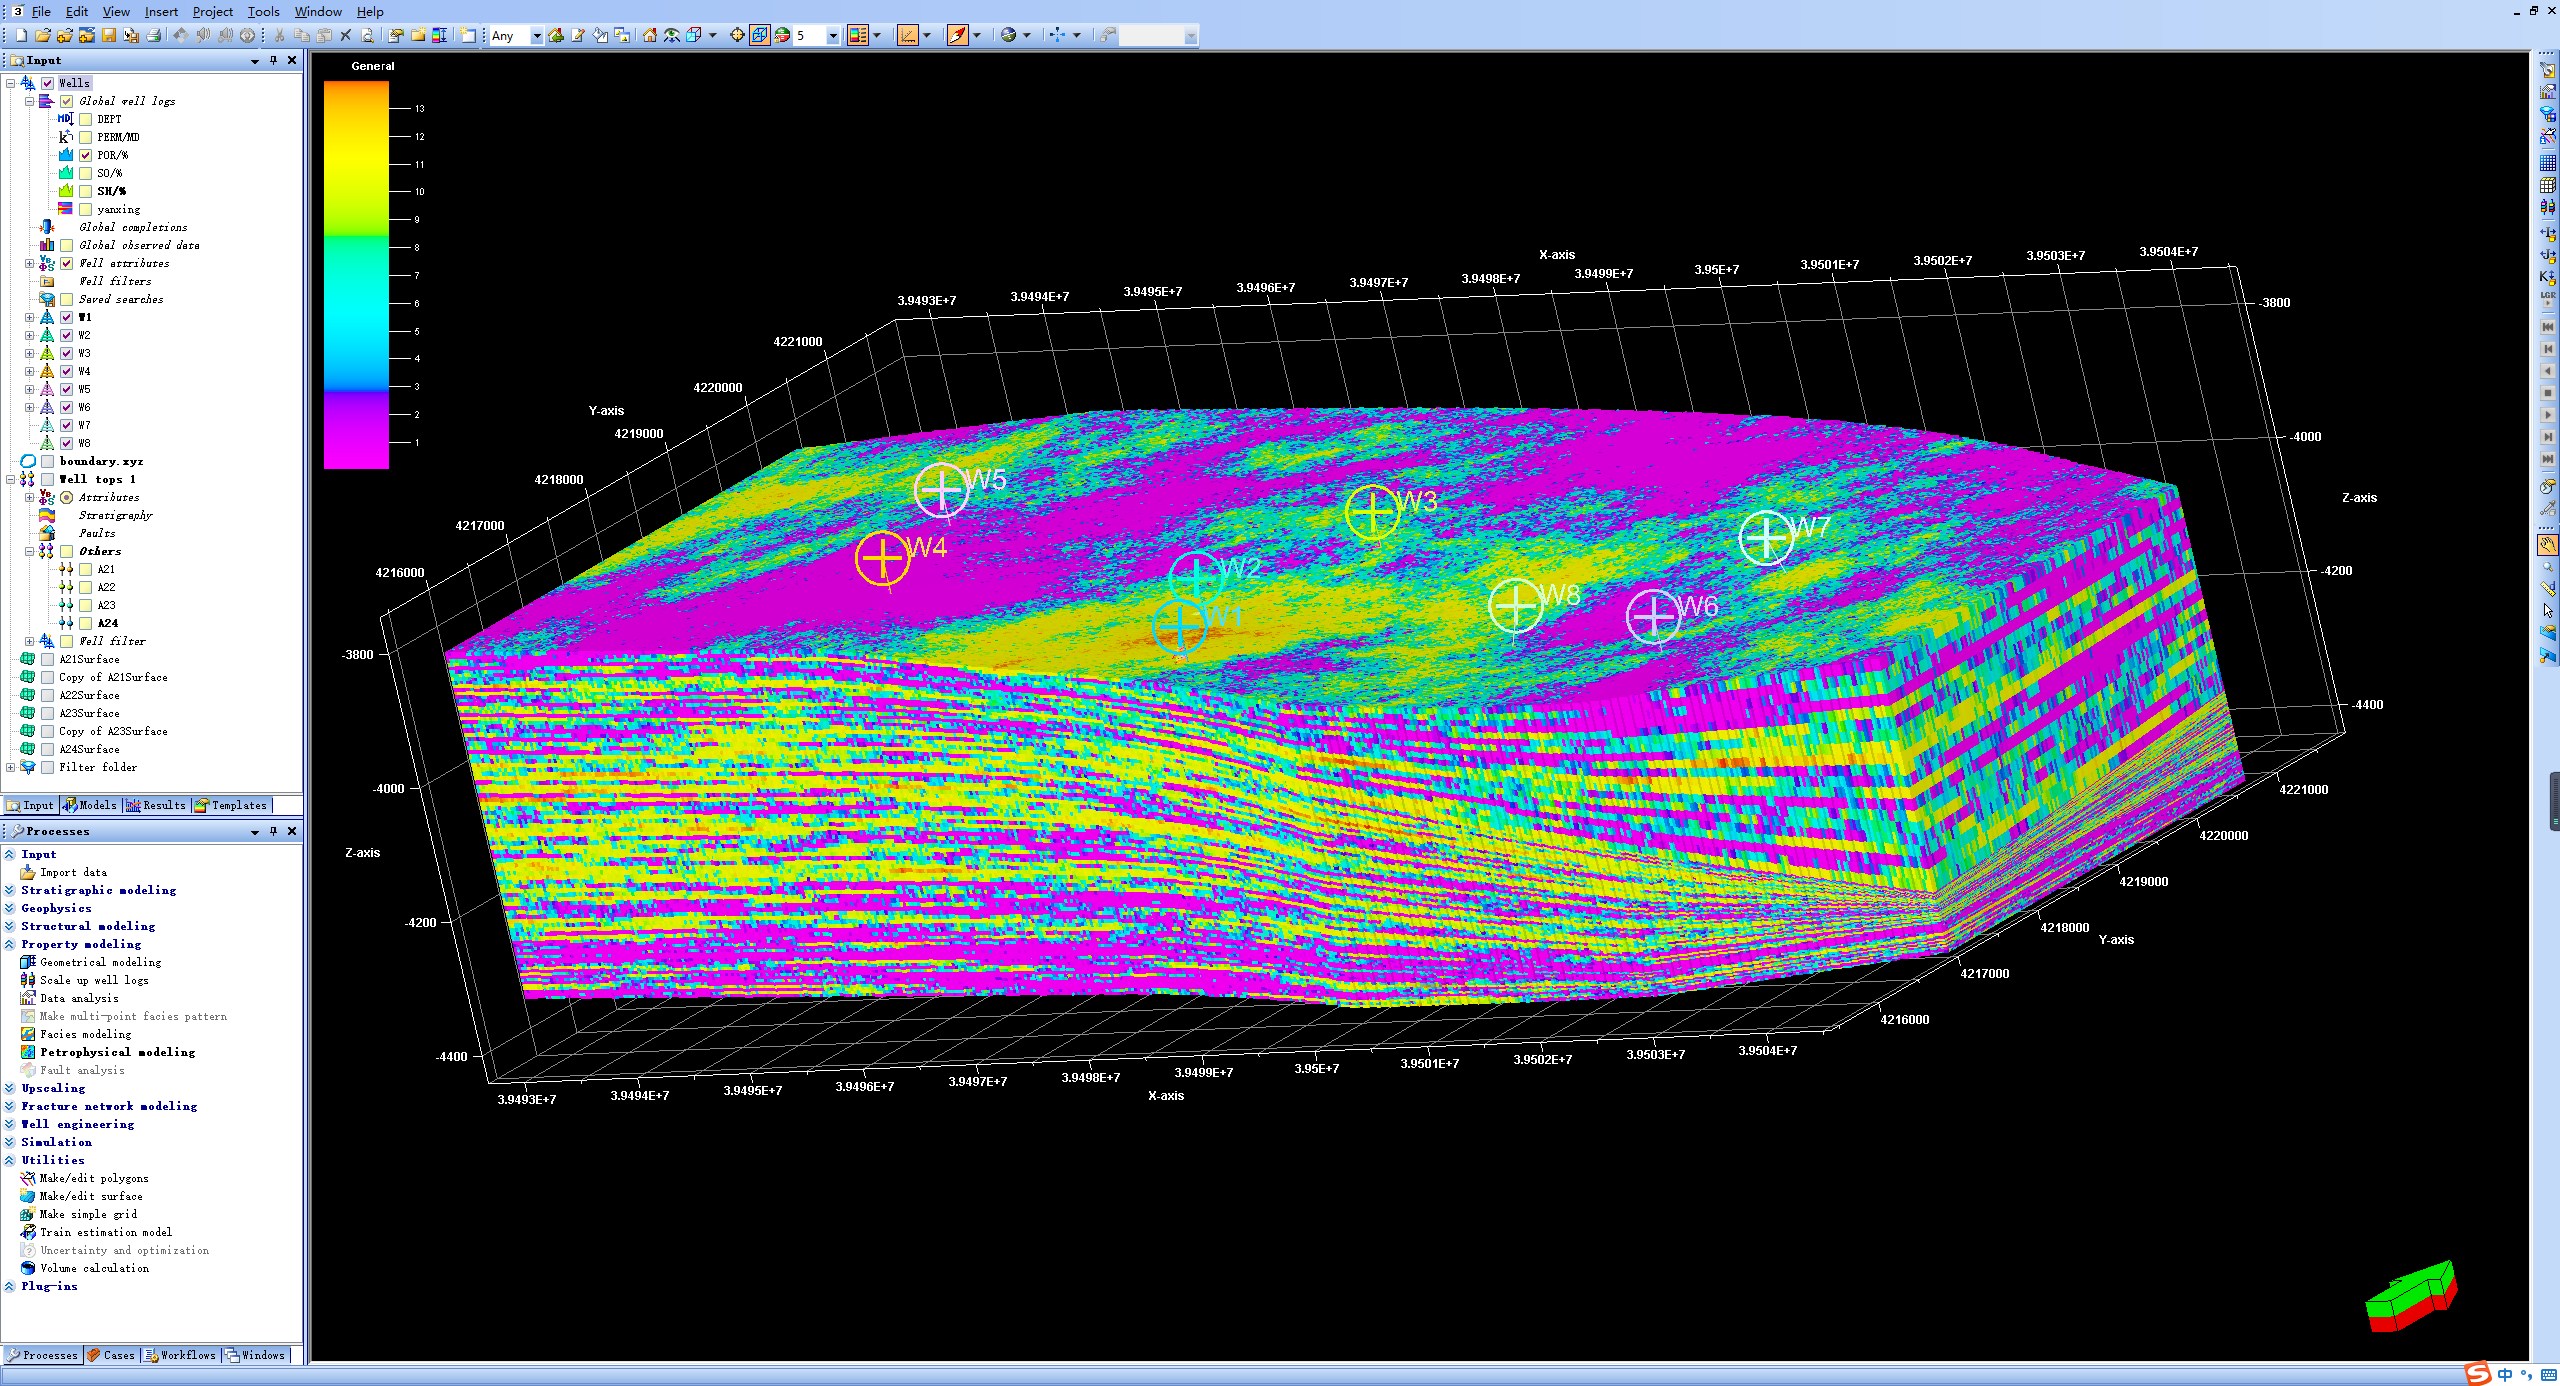 File Edit View Insert Project Tools Window Help
Any
5
Input
Wells
Global well logs
DEPT
PERM/MD
POR/%
SO/%
SH/%
yanxing
Global completions
Global observed data
Well attributes
Well filters
Saved searches
W1
W2
W3
W4
W5
W6
W7
W8
boundary.xyz
Well tops 1
Attributes
Stratigraphy
Faults
Others
A21
A22
A23
A24
Well filter
A21Surface
Copy of A21Surface
A22Surface
A23Surface
Copy of A23Surface
A24Surface
Filter folder
Input Models Results Templates
Processes
Input
Import data
Stratigraphic modeling
Geophysics
Structural modeling
Property modeling
Geometrical modeling
Scale up well logs
Data analysis
Make multi-point facies pattern
Facies modeling
Petrophysical modeling
Fault analysis
Upscaling
Fracture network modeling
Well engineering
Simulation
Utilities
Make/edit polygons
Make/edit surface
Make simple grid
Train estimation model
Uncertainty and optimization
Volume calculation
Plug-ins
Processes Cases Workflows Windows
General
13
12
11
10
9
8
7
6
5
4
3
2
1
X-axis
3.9493E+7 3.9494E+7 3.9495E+7 3.9496E+7 3.9497E+7 3.9498E+7 3.9499E+7 3.95E+7 3.9501E+7 3.9502E+7 3.9503E+7 3.9504E+7
Y-axis
4221000
4220000
4219000
4218000
4217000
4216000
-3800
-4000
-4200
-4400
Z-axis
W5
W3
W4
W7
W2
W8
W1
W6
-3800
-4000
Z-axis
-4200
-4400
4221000
4220000
4219000
4218000
Y-axis
4217000
4216000
3.9493E+7 3.9494E+7 3.9495E+7 3.9496E+7 3.9497E+7 3.9498E+7 3.9499E+7 3.95E+7 3.9501E+7 3.9502E+7 3.9503E+7 3.9504E+7
X-axis
LGR
中